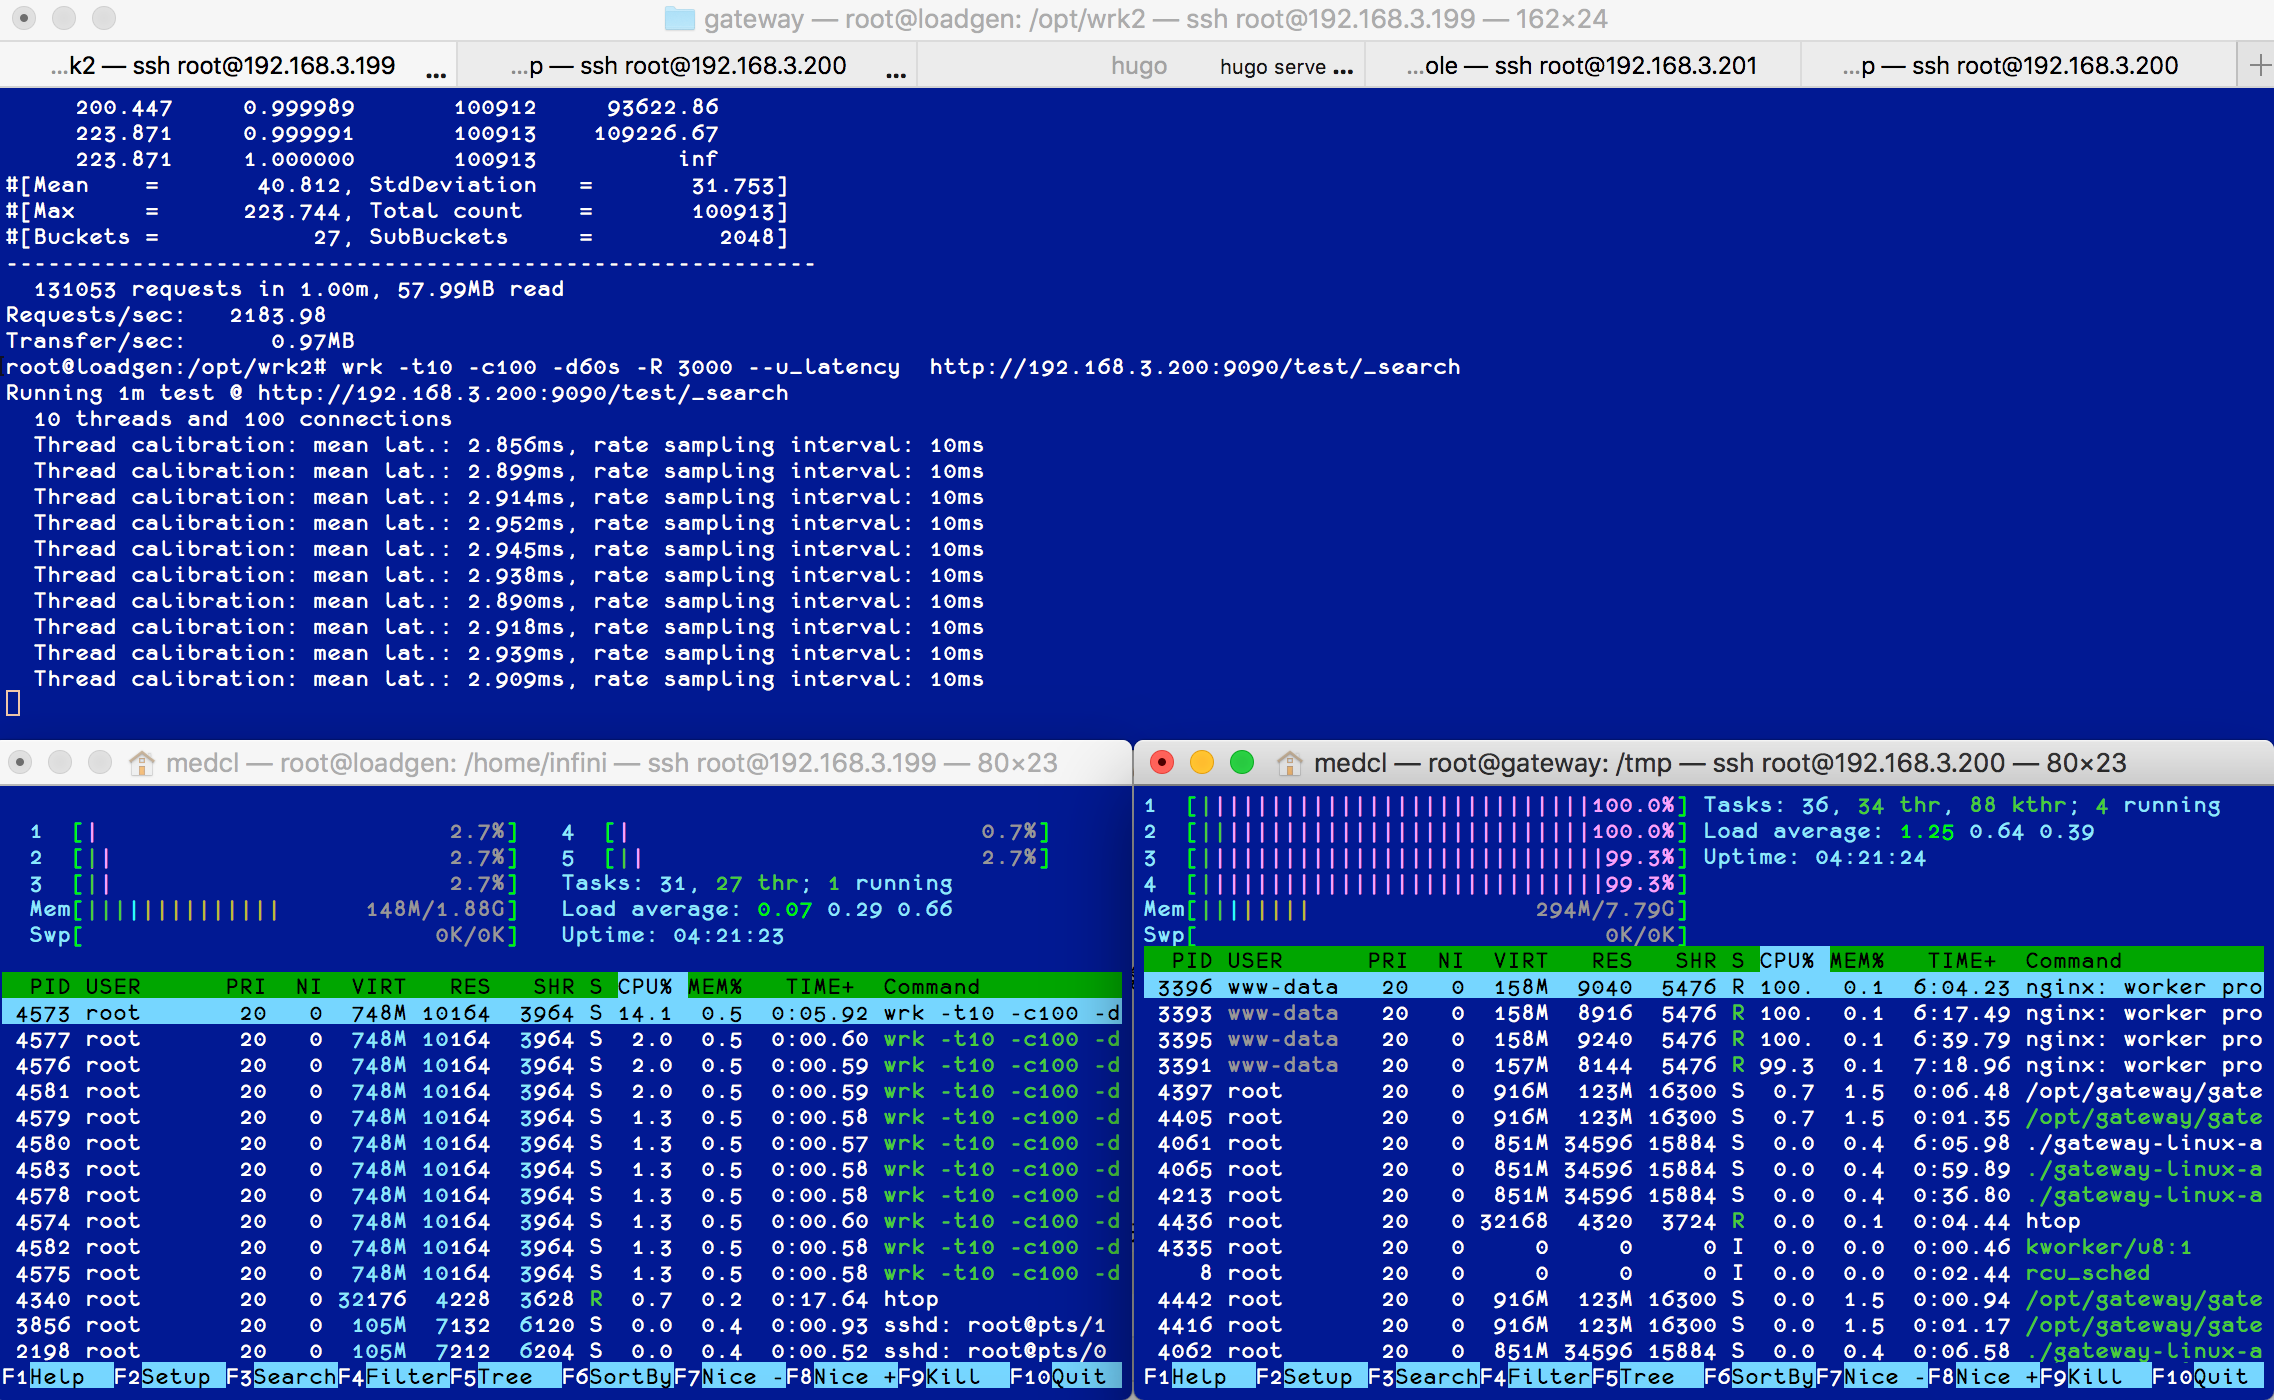 gateway — root@loadgen: /opt/wrk2 — ssh root@192.168.3.199 — 162×24
...k2 — ssh root@192.168.3.199 ... ...p — ssh root@192.168.3.200 ... hugo hugo serve ... ...ole — ssh root@192.168.3.201 ...p — ssh root@192.168.3.200 +
200.447 0.999989 100912 93622.86
223.871 0.999991 100913 109226.67
223.871 1.000000 100913 inf
#[Mean = 40.812, StdDeviation = 31.753]
#[Max = 223.744, Total count = 100913]
#[Buckets = 27, SubBuckets = 2048]
----------------------------------------------------------
131053 requests in 1.00m, 57.99MB read
Requests/sec: 2183.98
Transfer/sec: 0.97MB
root@loadgen:/opt/wrk2# wrk -t10 -c100 -d60s -R 3000 --u_latency http://192.168.3.200:9090/test/_search
Running 1m test @ http://192.168.3.200:9090/test/_search
10 threads and 100 connections
Thread calibration: mean lat.: 2.856ms, rate sampling interval: 10ms
Thread calibration: mean lat.: 2.899ms, rate sampling interval: 10ms
Thread calibration: mean lat.: 2.914ms, rate sampling interval: 10ms
Thread calibration: mean lat.: 2.952ms, rate sampling interval: 10ms
Thread calibration: mean lat.: 2.945ms, rate sampling interval: 10ms
Thread calibration: mean lat.: 2.938ms, rate sampling interval: 10ms
Thread calibration: mean lat.: 2.890ms, rate sampling interval: 10ms
Thread calibration: mean lat.: 2.918ms, rate sampling interval: 10ms
Thread calibration: mean lat.: 2.939ms, rate sampling interval: 10ms
Thread calibration: mean lat.: 2.909ms, rate sampling interval: 10ms
medcl — root@loadgen: /home/infini — ssh root@192.168.3.199 — 80×23
1 [| 2.7%] 4 [| 0.7%]
2 [|| 2.7%] 5 [|| 2.7%]
3 [|| 2.7%] Tasks: 31, 27 thr; 1 running
Mem[|||||||||||||| 148M/1.88G] Load average: 0.07 0.29 0.66
Swp[ 0K/0K] Uptime: 04:21:23
PID USER PRI NI VIRT RES SHR S CPU% MEM% TIME+ Command
4573 root 20 0 748M 10164 3964 S 14.1 0.5 0:05.92 wrk -t10 -c100 -d
4577 root 20 0 748M 10164 3964 S 2.0 0.5 0:00.60 wrk -t10 -c100 -d
4576 root 20 0 748M 10164 3964 S 2.0 0.5 0:00.59 wrk -t10 -c100 -d
4581 root 20 0 748M 10164 3964 S 2.0 0.5 0:00.59 wrk -t10 -c100 -d
4579 root 20 0 748M 10164 3964 S 1.3 0.5 0:00.58 wrk -t10 -c100 -d
4580 root 20 0 748M 10164 3964 S 1.3 0.5 0:00.57 wrk -t10 -c100 -d
4583 root 20 0 748M 10164 3964 S 1.3 0.5 0:00.58 wrk -t10 -c100 -d
4578 root 20 0 748M 10164 3964 S 1.3 0.5 0:00.58 wrk -t10 -c100 -d
4574 root 20 0 748M 10164 3964 S 1.3 0.5 0:00.60 wrk -t10 -c100 -d
4582 root 20 0 748M 10164 3964 S 1.3 0.5 0:00.58 wrk -t10 -c100 -d
4575 root 20 0 748M 10164 3964 S 1.3 0.5 0:00.58 wrk -t10 -c100 -d
4340 root 20 0 32176 4228 3628 R 0.7 0.2 0:17.64 htop
3856 root 20 0 105M 7132 6120 S 0.0 0.4 0:00.93 sshd: root@pts/1
2198 root 20 0 105M 7212 6204 S 0.0 0.4 0:00.52 sshd: root@pts/0
F1Help F2Setup F3SearchF4FilterF5Tree F6SortByF7Nice -F8Nice +F9Kill F10Quit
medcl — root@gateway: /tmp — ssh root@192.168.3.200 — 80×23
1 [||||||||||||||||||||||||||||100.0%] Tasks: 36, 34 thr, 88 kthr; 4 running
2 [||||||||||||||||||||||||||||100.0%] Load average: 1.25 0.64 0.39
3 [|||||||||||||||||||||||||||||99.3%] Uptime: 04:21:24
4 [|||||||||||||||||||||||||||||99.3%]
Mem[|||||||| 294M/7.79G]
Swp[ 0K/0K]
PID USER PRI NI VIRT RES SHR S CPU% MEM% TIME+ Command
3396 www-data 20 0 158M 9040 5476 R 100. 0.1 6:04.23 nginx: worker pro
3393 www-data 20 0 158M 8916 5476 R 100. 0.1 6:17.49 nginx: worker pro
3395 www-data 20 0 158M 9240 5476 R 100. 0.1 6:39.79 nginx: worker pro
3391 www-data 20 0 157M 8144 5476 R 99.3 0.1 7:18.96 nginx: worker pro
4397 root 20 0 916M 123M 16300 S 0.7 1.5 0:06.48 /opt/gateway/gate
4405 root 20 0 916M 123M 16300 S 0.7 1.5 0:01.35 /opt/gateway/gate
4061 root 20 0 851M 34596 15884 S 0.0 0.4 6:05.98 ./gateway-linux-a
4065 root 20 0 851M 34596 15884 S 0.0 0.4 0:59.89 ./gateway-linux-a
4213 root 20 0 851M 34596 15884 S 0.0 0.4 0:36.80 ./gateway-linux-a
4436 root 20 0 32168 4320 3724 R 0.0 0.1 0:04.44 htop
4335 root 20 0 0 0 0 I 0.0 0.0 0:00.46 kworker/u8:1
8 root 20 0 0 0 0 I 0.0 0.0 0:02.44 rcu_sched
4442 root 20 0 916M 123M 16300 S 0.0 1.5 0:00.94 /opt/gateway/gate
4416 root 20 0 916M 123M 16300 S 0.0 1.5 0:01.17 /opt/gateway/gate
4062 root 20 0 851M 34596 15884 S 0.0 0.4 0:06.58 ./gateway-linux-a
F1Help F2Setup F3SearchF4FilterF5Tree F6SortByF7Nice -F8Nice +F9Kill F10Quit